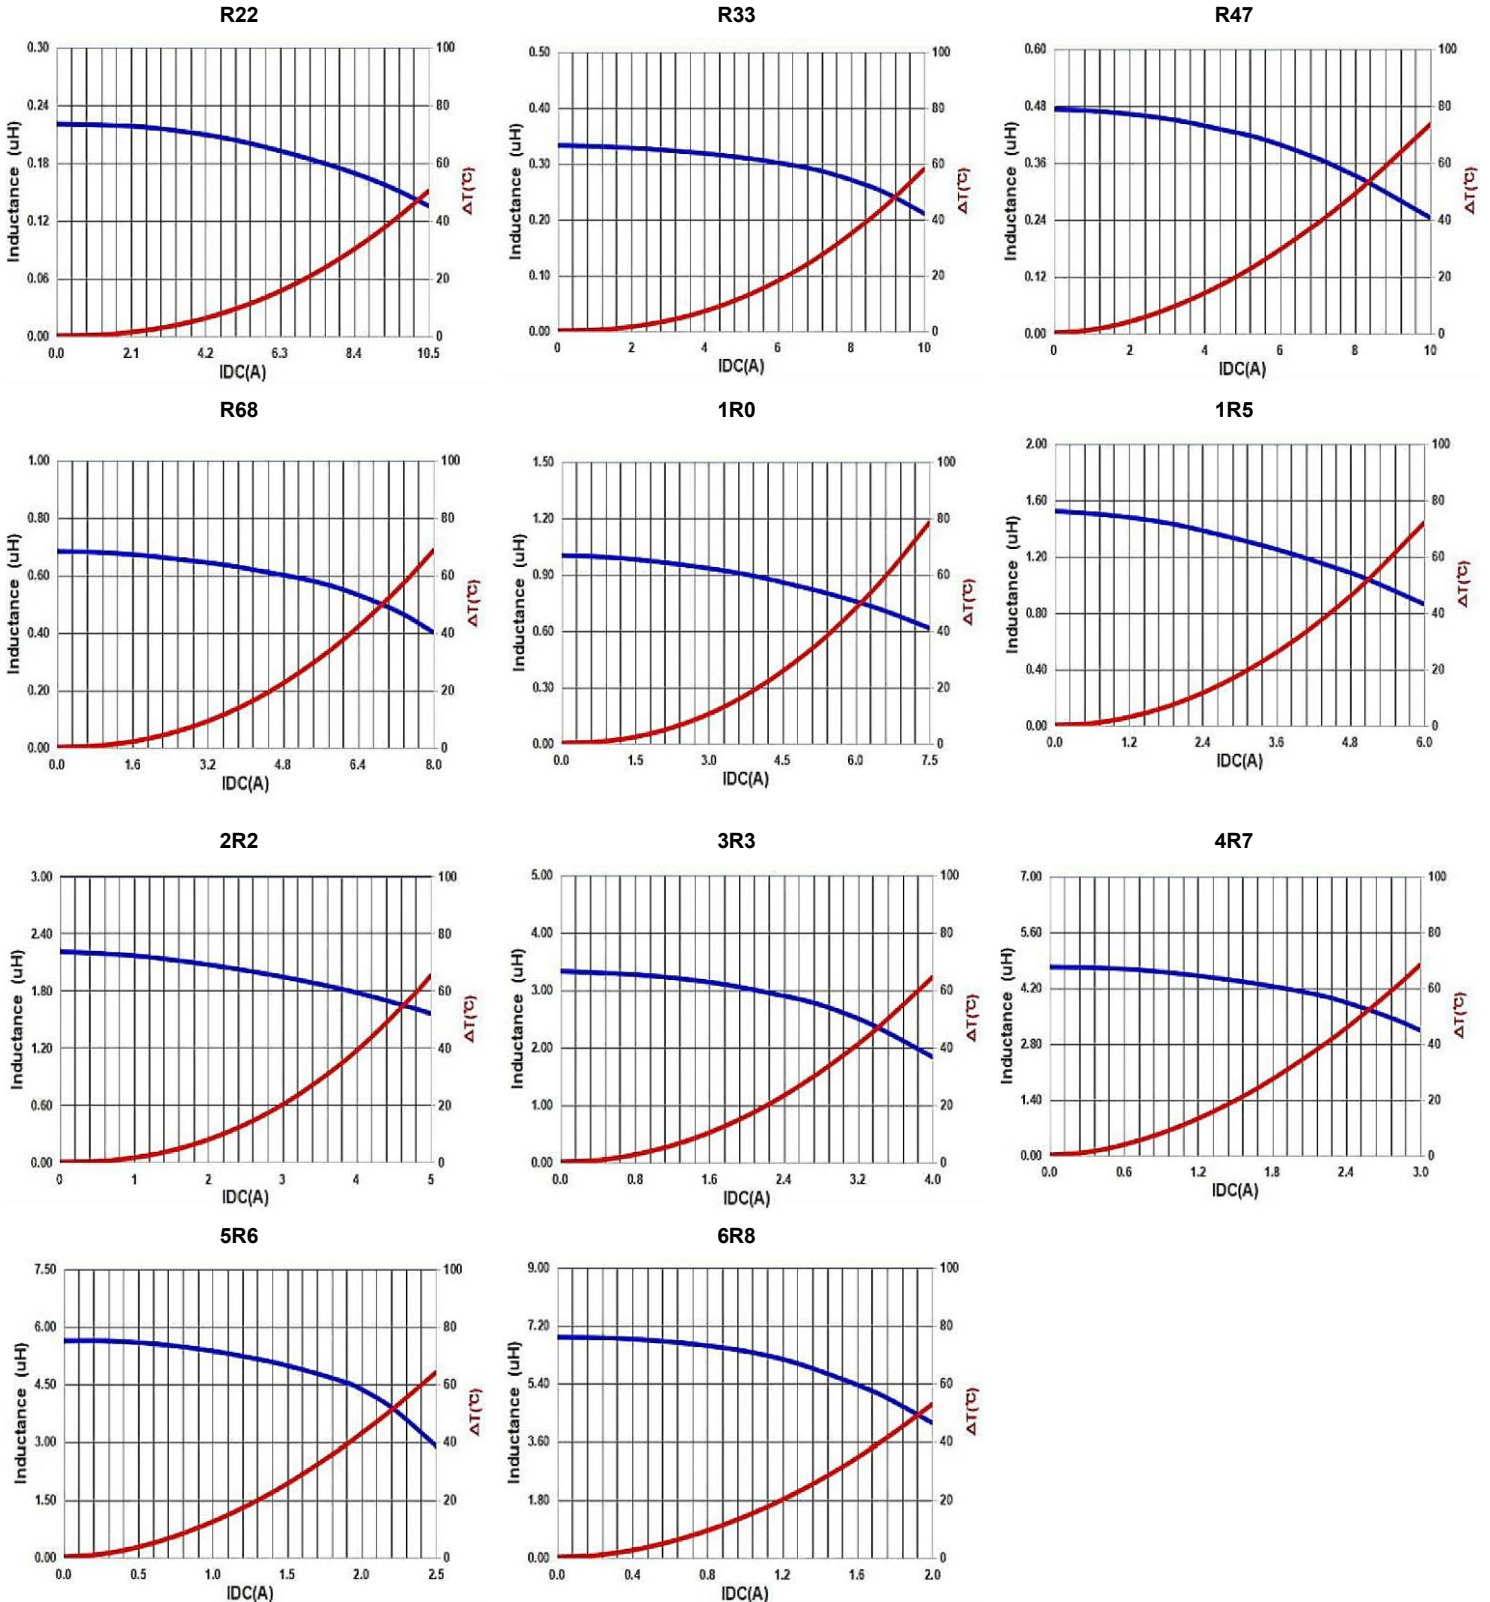 R22
0.30
0.24
0.18
0.12
0.06
0.00
100
80
60
40
20
0
0.0 2.1 4.2 6.3 8.4 10.5
Inductance (uH)
ΔT(℃)
IDC(A)
R33
0.50
0.40
0.30
0.20
0.10
0.00
100
80
60
40
20
0
0 2 4 6 8 10
Inductance (uH)
ΔT(℃)
IDC(A)
R47
0.60
0.48
0.36
0.24
0.12
0.00
100
80
60
40
20
0
0 2 4 6 8 10
Inductance (uH)
ΔT(℃)
IDC(A)
R68
1.00
0.80
0.60
0.40
0.20
0.00
100
80
60
40
20
0
0.0 1.6 3.2 4.8 6.4 8.0
Inductance (uH)
ΔT(℃)
IDC(A)
1R0
1.50
1.20
0.90
0.60
0.30
0.00
100
80
60
40
20
0
0.0 1.5 3.0 4.5 6.0 7.5
Inductance (uH)
ΔT(℃)
IDC(A)
1R5
2.00
1.60
1.20
0.80
0.40
0.00
100
80
60
40
20
0
0.0 1.2 2.4 3.6 4.8 6.0
Inductance (uH)
ΔT(℃)
IDC(A)
2R2
3.00
2.40
1.80
1.20
0.60
0.00
100
80
60
40
20
0
0 1 2 3 4 5
Inductance (uH)
ΔT(℃)
IDC(A)
3R3
5.00
4.00
3.00
2.00
1.00
0.00
100
80
60
40
20
0
0.0 0.8 1.6 2.4 3.2 4.0
Inductance (uH)
ΔT(℃)
IDC(A)
4R7
7.00
5.60
4.20
2.80
1.40
0.00
100
80
60
40
20
0
0.0 0.6 1.2 1.8 2.4 3.0
Inductance (uH)
ΔT(℃)
IDC(A)
5R6
7.50
6.00
4.50
3.00
1.50
0.00
100
80
60
40
20
0
0.0 0.5 1.0 1.5 2.0 2.5
Inductance (uH)
ΔT(℃)
IDC(A)
6R8
9.00
7.20
5.40
3.60
1.80
0.00
100
80
60
40
20
0
0.0 0.4 0.8 1.2 1.6 2.0
Inductance (uH)
ΔT(℃)
IDC(A)